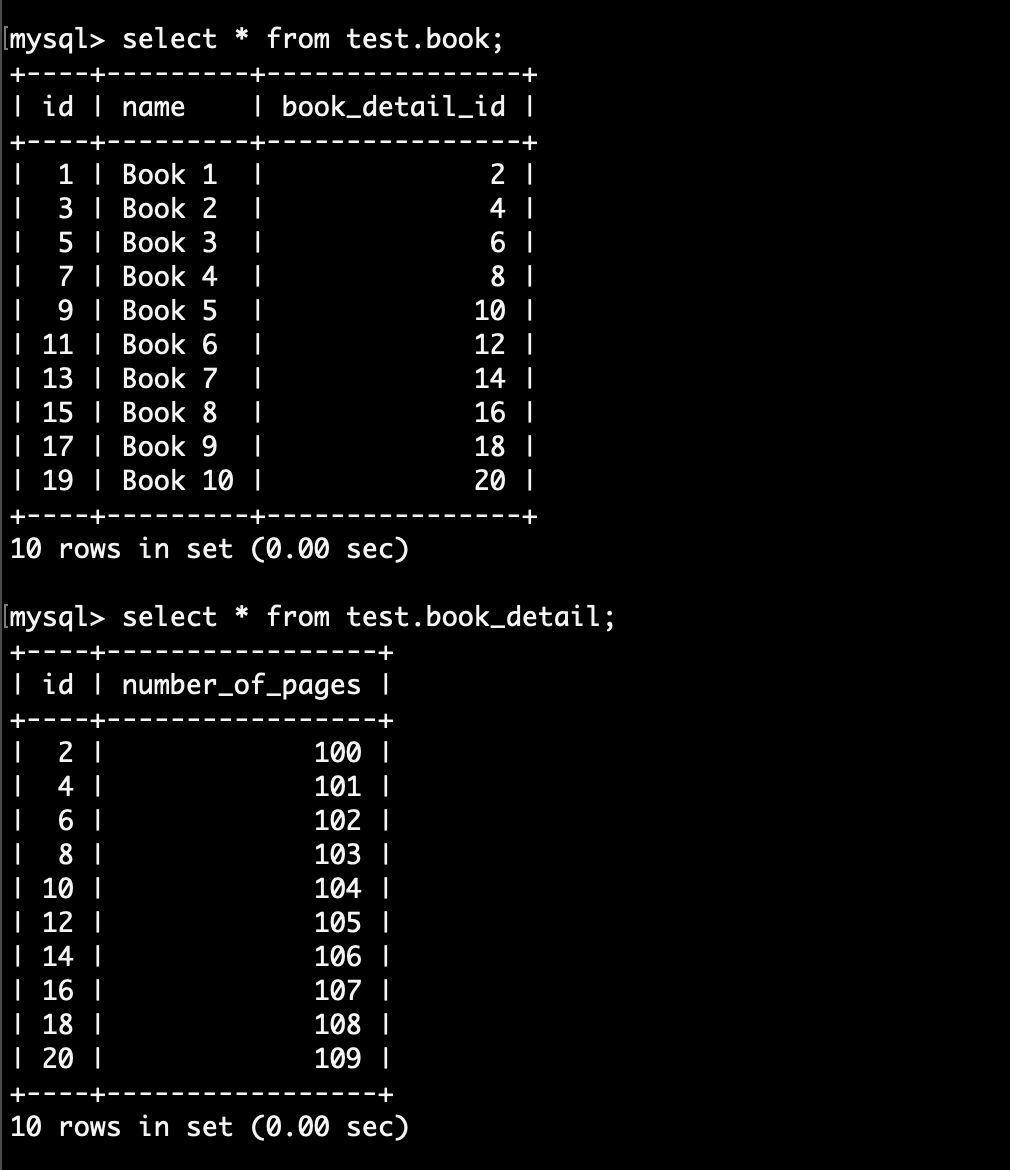 mysql> select * from test.book;
+----+---------+----------------+
| id | name    | book_detail_id |
+----+---------+----------------+
|  1 | Book 1  |              2 |
|  3 | Book 2  |              4 |
|  5 | Book 3  |              6 |
|  7 | Book 4  |              8 |
|  9 | Book 5  |             10 |
| 11 | Book 6  |             12 |
| 13 | Book 7  |             14 |
| 15 | Book 8  |             16 |
| 17 | Book 9  |             18 |
| 19 | Book 10 |             20 |
+----+---------+----------------+
10 rows in set (0.00 sec)

mysql> select * from test.book_detail;
+----+-----------------+
| id | number_of_pages |
+----+-----------------+
|  2 |             100 |
|  4 |             101 |
|  6 |             102 |
|  8 |             103 |
| 10 |             104 |
| 12 |             105 |
| 14 |             106 |
| 16 |             107 |
| 18 |             108 |
| 20 |             109 |
+----+-----------------+
10 rows in set (0.00 sec)